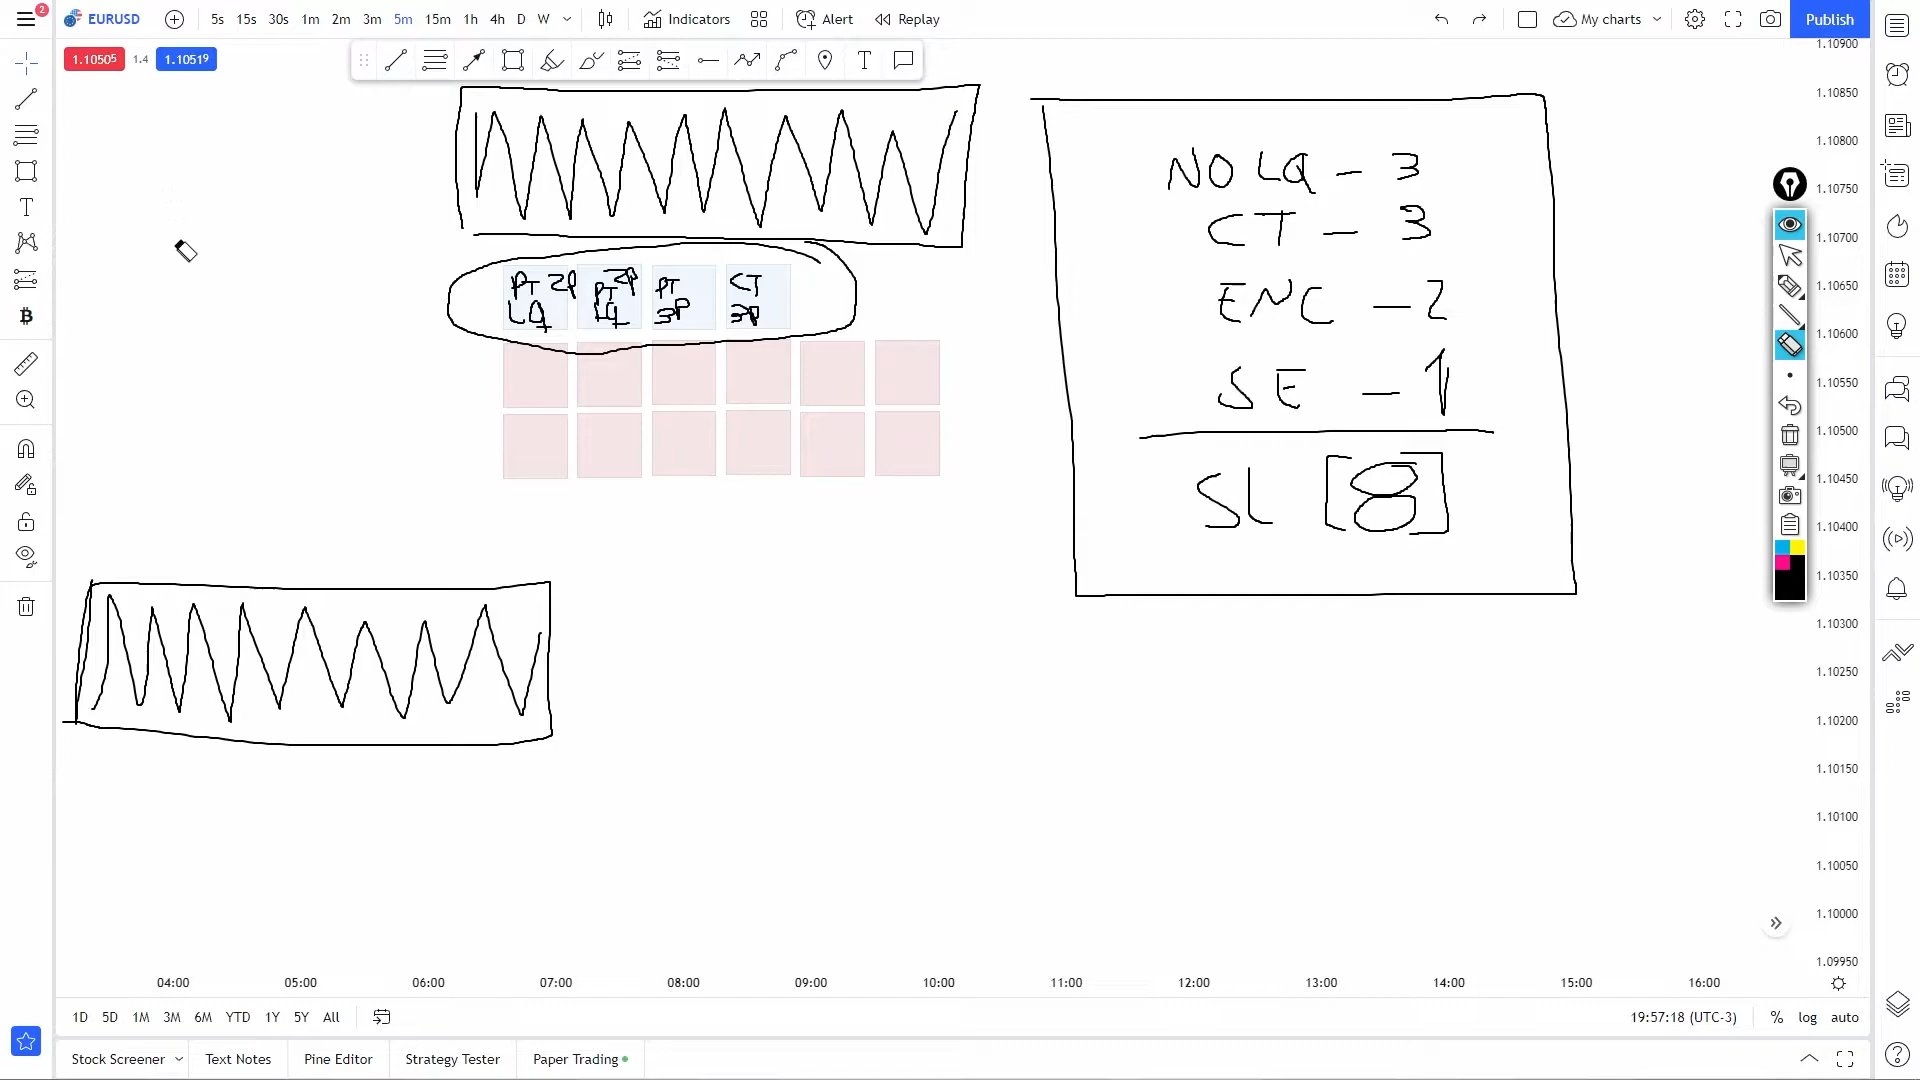 2
EURUSD
5s 15s 30s 1m 2m 3m 5m 15m 1h 4h D W
Indicators
Alert
Replay
My charts
Publish
1.10505 1.4 1.10519
NO LQ - 3
CT - 3
ENC - 2
SE - 1
SL [8]
PT 2P
LQ
PT 2P
LQ
PT
3P
CT
3P
1.10900
1.10850
1.10800
1.10750
1.10700
1.10650
1.10600
1.10550
1.10500
1.10450
1.10400
1.10350
1.10300
1.10250
1.10200
1.10150
1.10100
1.10050
1.10000
1.09950
04:00 05:00 06:00 07:00 08:00 09:00 10:00 11:00 12:00 13:00 14:00 15:00 16:00
1D 5D 1M 3M 6M YTD 1Y 5Y All
19:57:18 (UTC-3) % log auto
Stock Screener Text Notes Pine Editor Strategy Tester Paper Trading